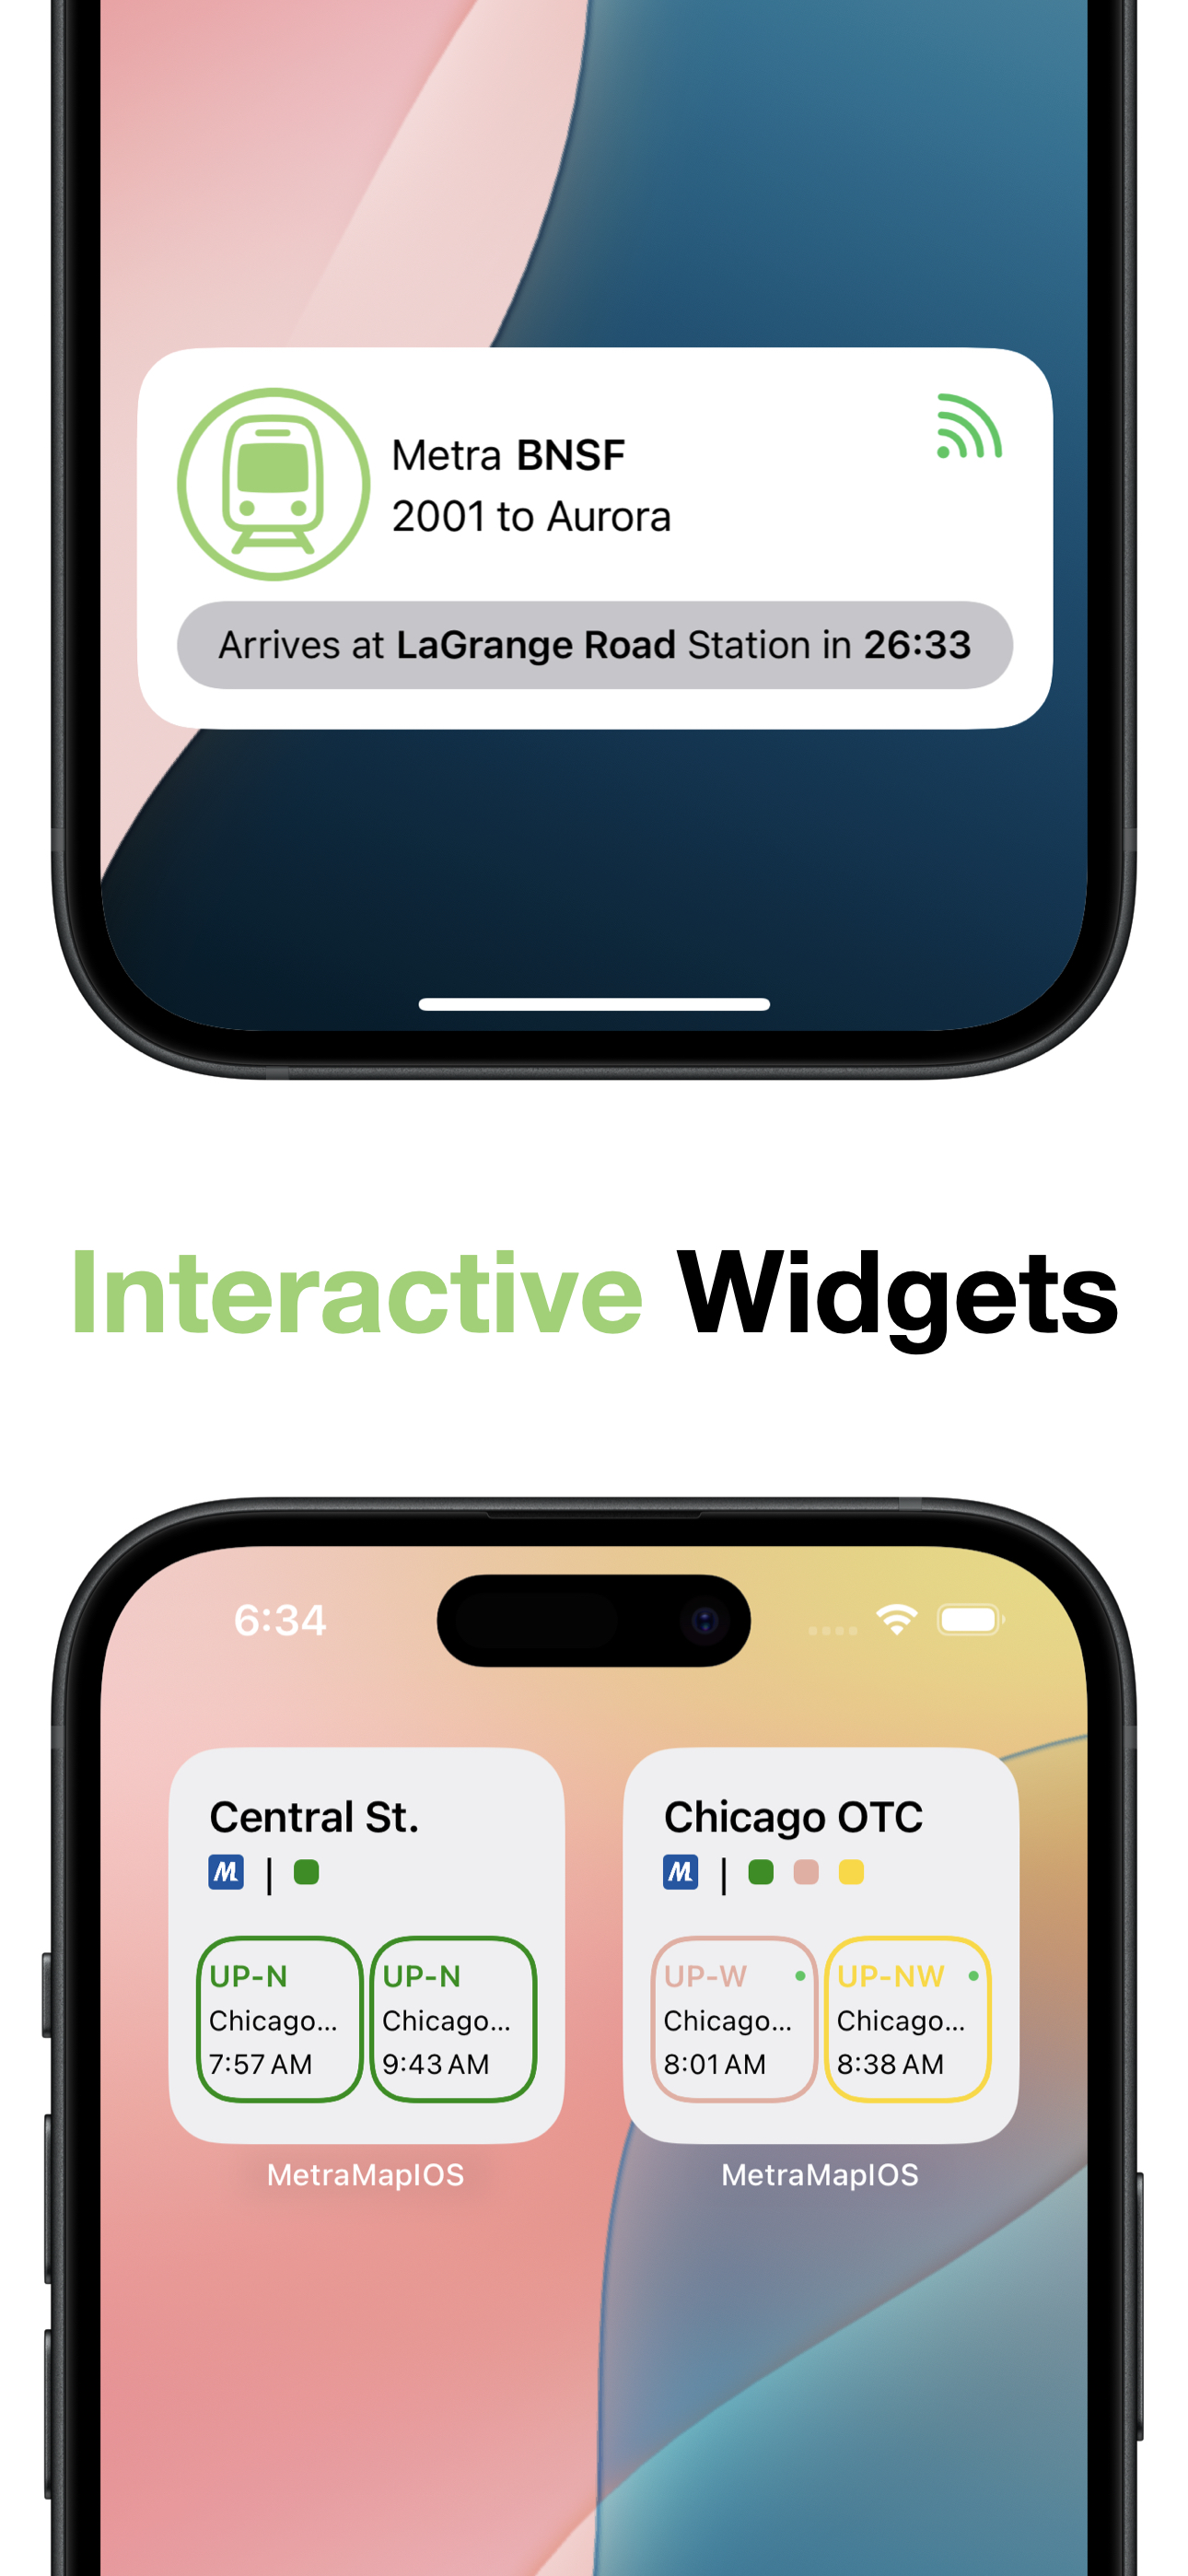 Metra BNSF
2001 to Aurora
Arrives at LaGrange Road Station in 26:33
Interactive Widgets
6:34
Central St.
M |
UP-N
Chicago...
7:57 AM
UP-N
Chicago...
9:43 AM
MetraMapIOS
Chicago OTC
M |
UP-W
Chicago...
8:01 AM
UP-NW
Chicago...
8:38 AM
MetraMapIOS